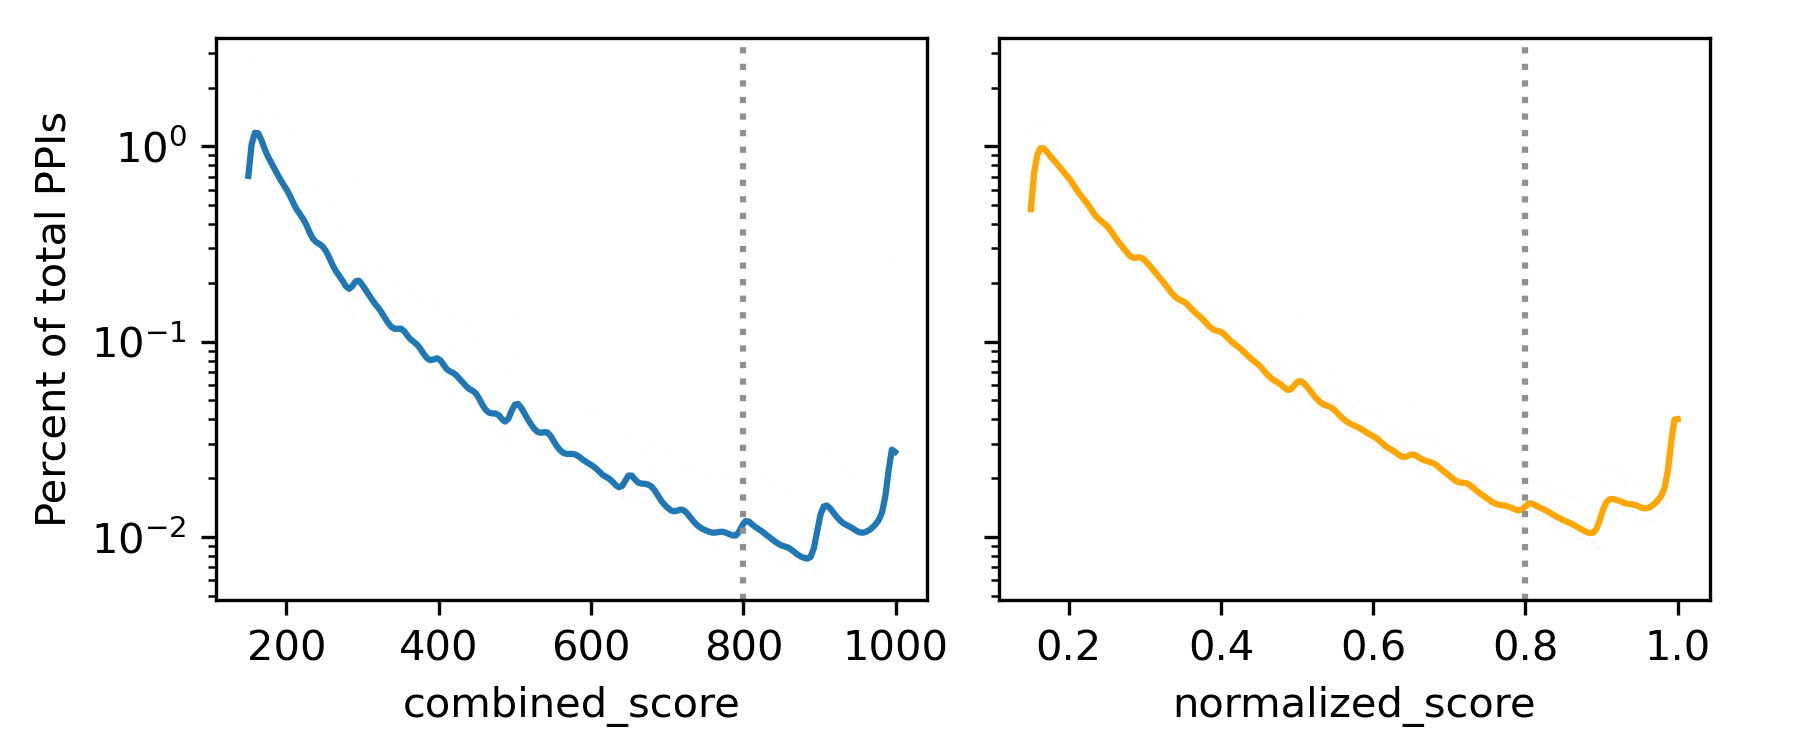 Percent of total PPIs
10⁰
10⁻¹
10⁻²
200 400 600 800 1000
combined_score
0.2 0.4 0.6 0.8 1.0
normalized_score